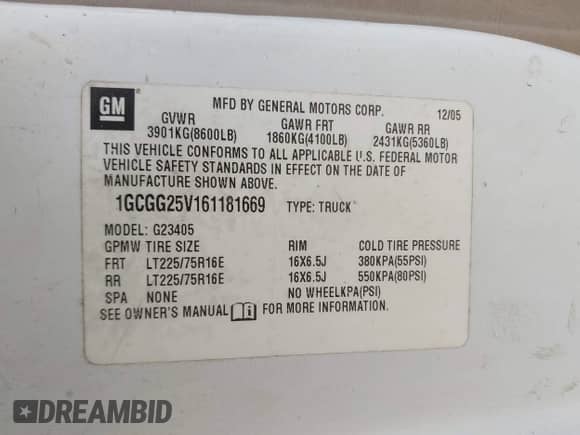 GM
MFD BY GENERAL MOTORS CORP. 12/05
GVWR GAWR FRT GAWR RR
3901KG(8600LB) 1860KG(4100LB) 2431KG(5360LB)
THIS VEHICLE CONFORMS TO ALL APPLICABLE U.S. FEDERAL MOTOR
VEHICLE SAFETY STANDARDS IN EFFECT ON THE DATE OF
MANUFACTURE SHOWN ABOVE.
1GCGG25V161181669 TYPE: TRUCK
MODEL: G23405
GPMW TIRE SIZE RIM COLD TIRE PRESSURE
FRT LT225/75R16E 16X6.5J 380KPA(55PSI)
RR LT225/75R16E 16X6.5J 550KPA(80PSI)
SPA NONE NO WHEELKPA(PSI)
SEE OWNER'S MANUAL FOR MORE INFORMATION.
DREAMBID